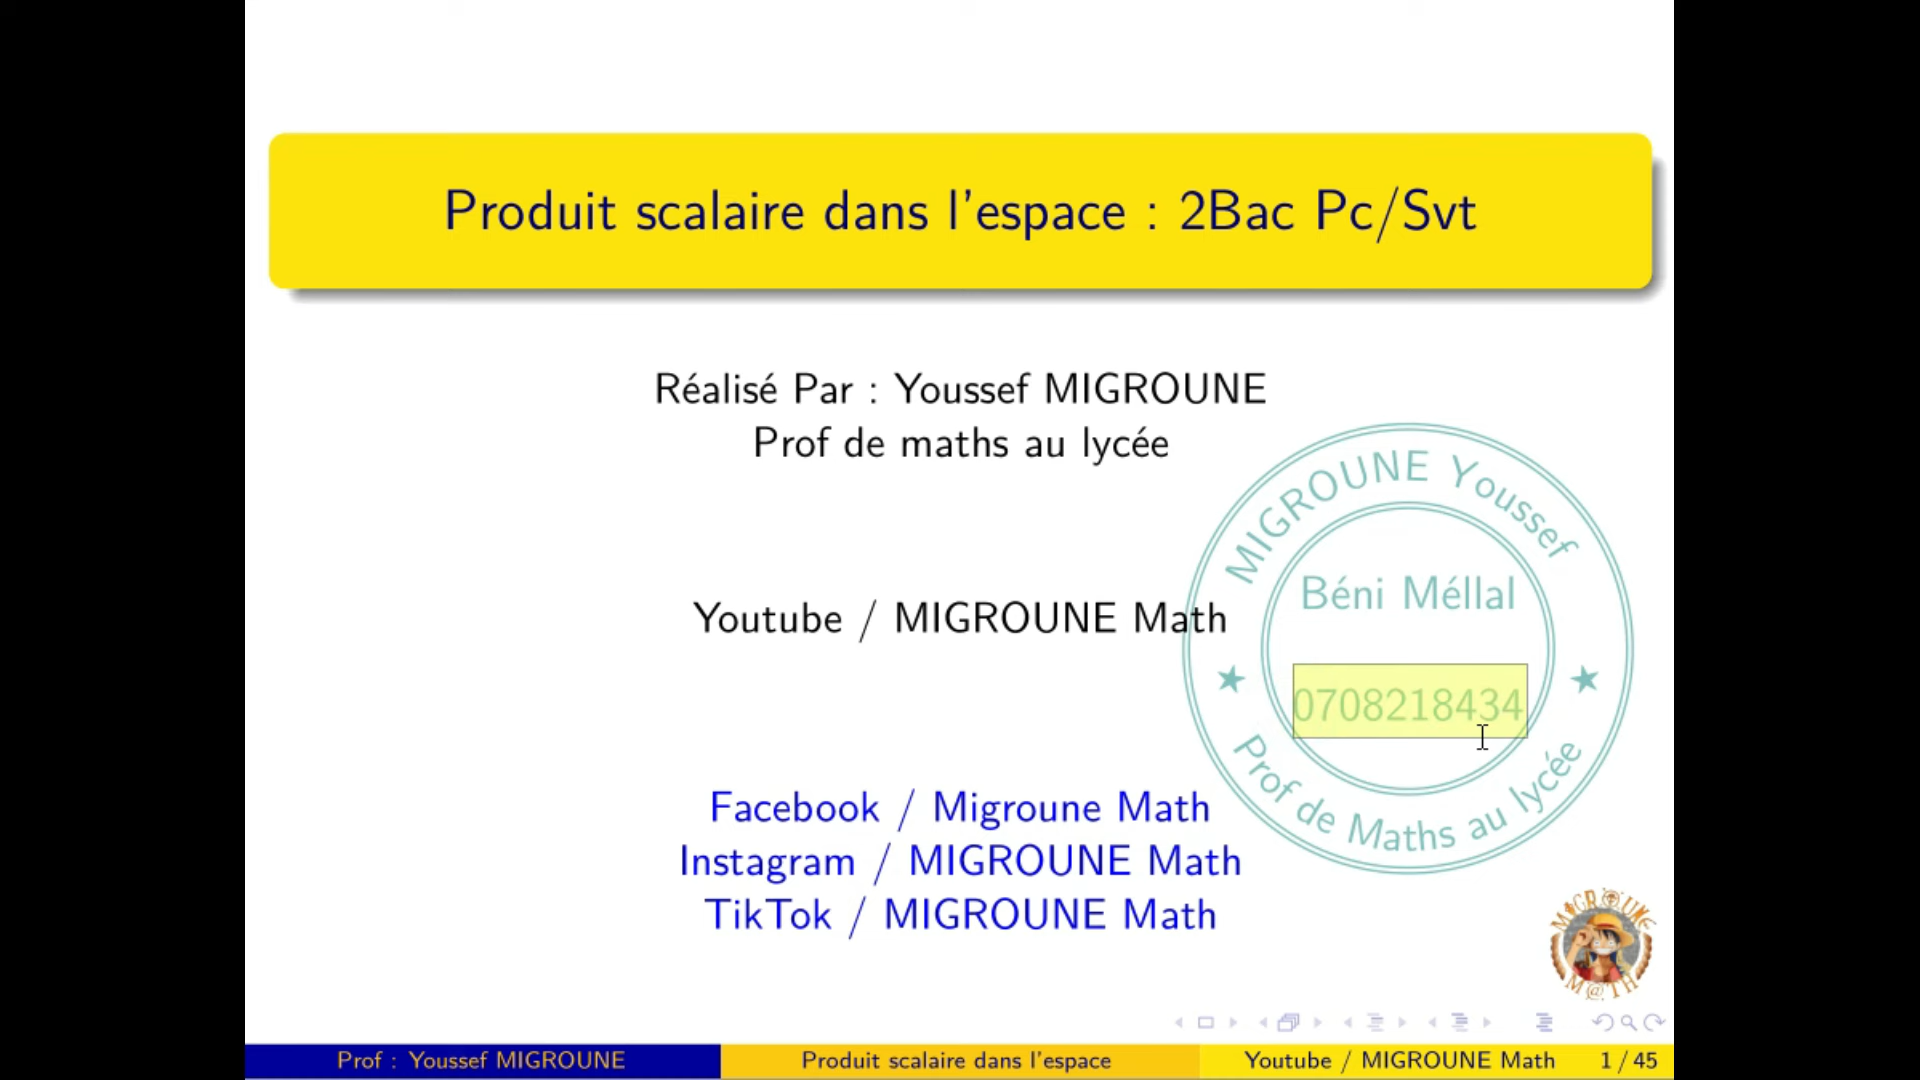 Produit scalaire dans l'espace : 2Bac Pc/Svt
Réalisé Par : Youssef MIGROUNE
Prof de maths au lycée
MIGROUNE Youssef
Béni Méllal
0708218434
Prof de Maths au lycée
Youtube / MIGROUNE Math
Facebook / Migroune Math
Instagram / MIGROUNE Math
TikTok / MIGROUNE Math
MIGROUNE
M@TH
Prof : Youssef MIGROUNE
Produit scalaire dans l'espace
Youtube / MIGROUNE Math
1 / 45